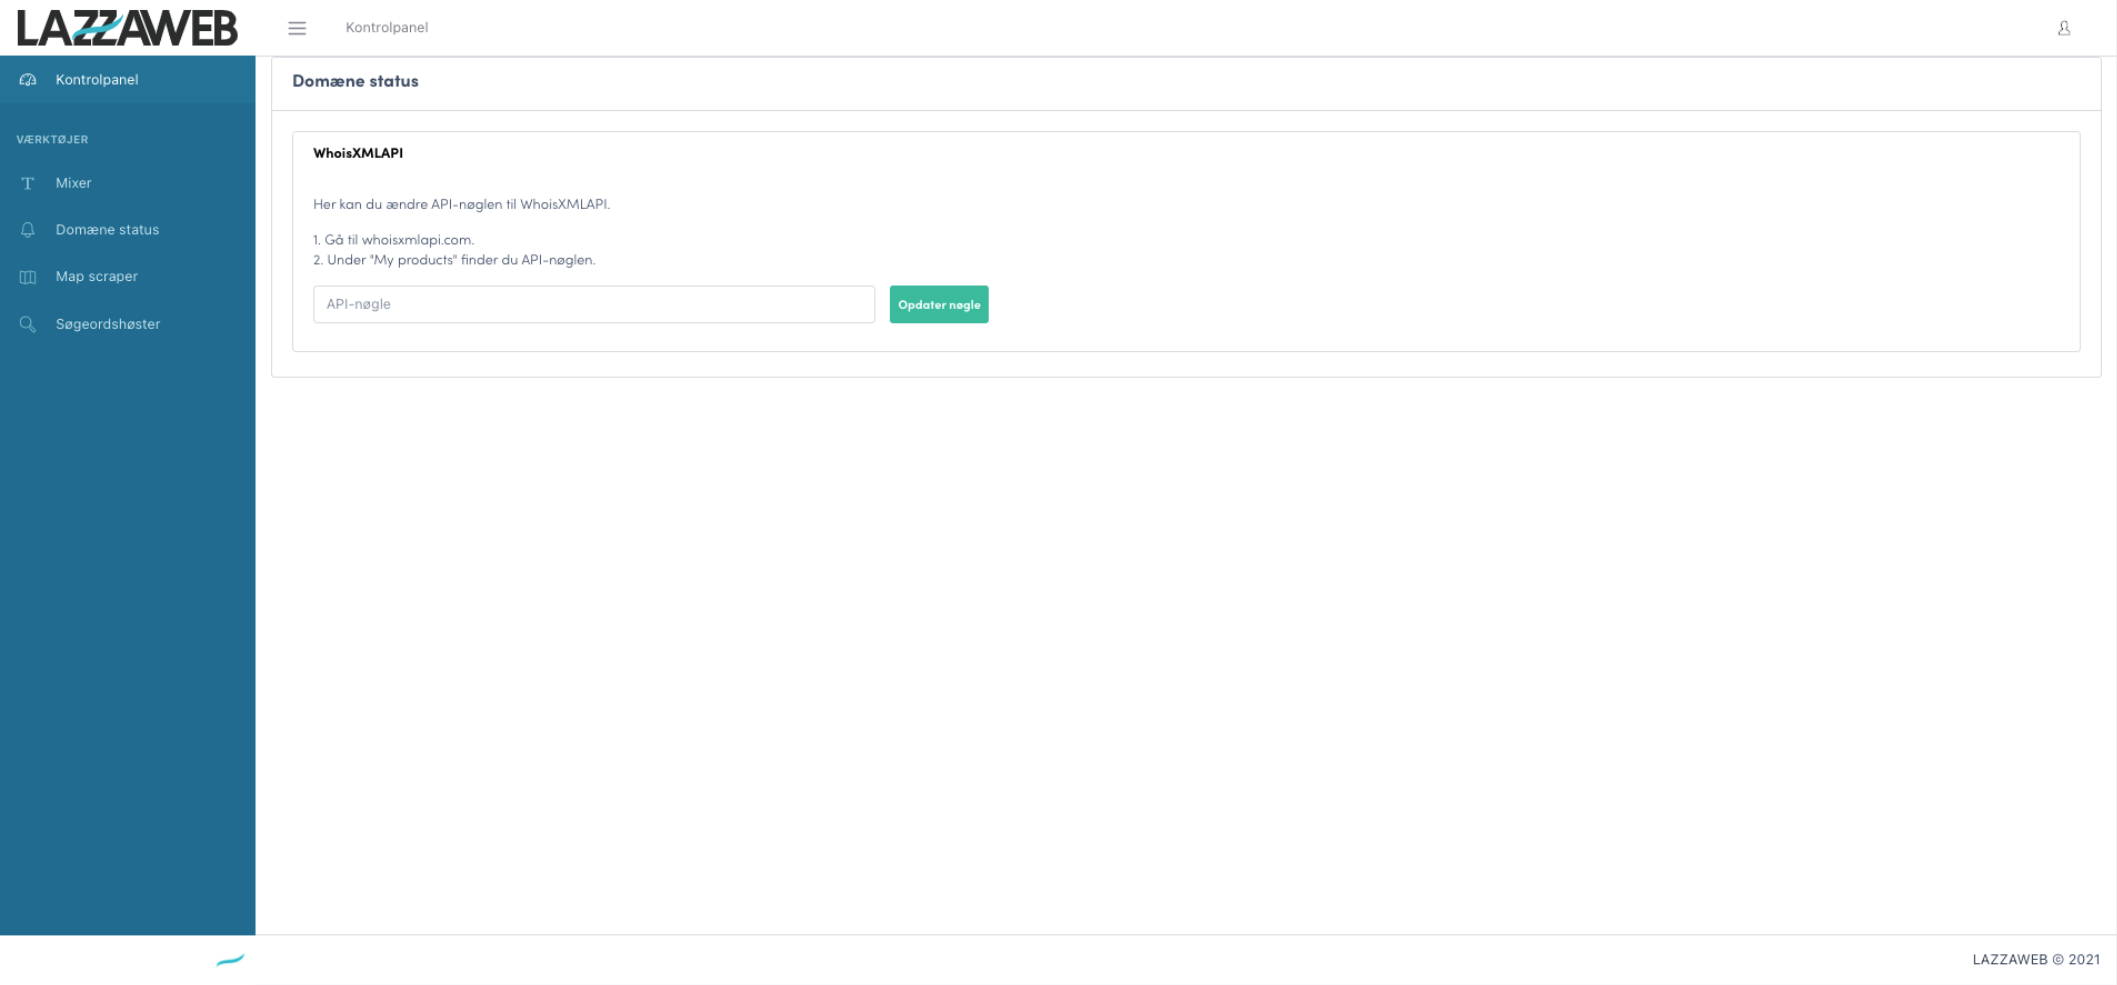 LAZZAWEB
Kontrolpanel
Kontrolpanel
VÆRKTØJER
Mixer
Domæne status
Map scraper
Søgeordshøster
Domæne status
WhoisXMLAPI
Her kan du ændre API-nøglen til WhoisXMLAPI.
1. Gå til whoisxmlapi.com.
2. Under "My products" finder du API-nøglen.
API-nøgle
Opdater nøgle
LAZZAWEB © 2021